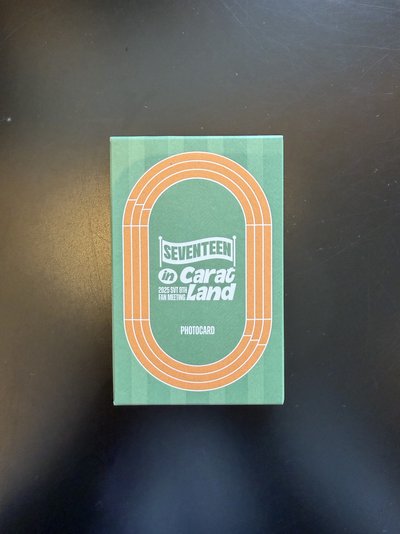 SEVENTEEN
in Carat
2025 SVT 9TH
FAN MEETING Land
PHOTOCARD